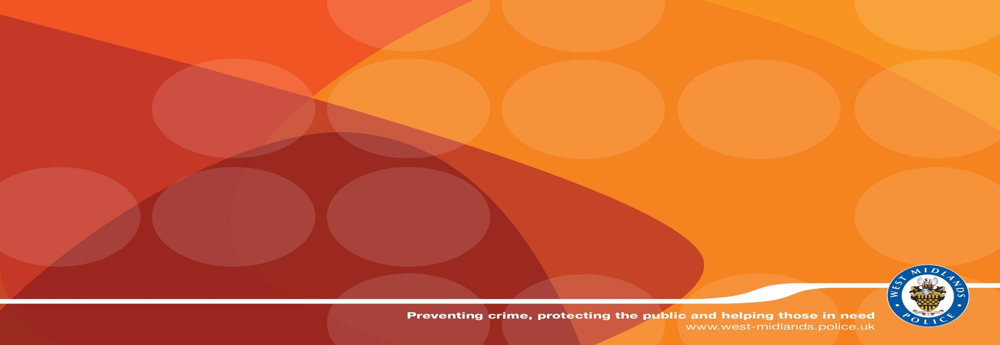 Preventing crime, protecting the public and helping those in need
www.west-midlands.police.uk
WEST MIDLANDS
POLICE